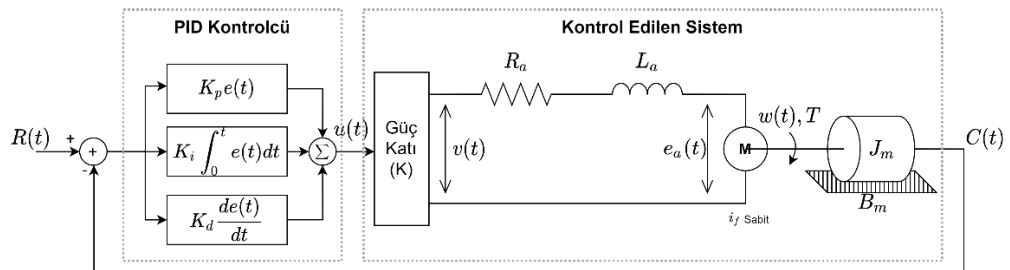 PID Kontrolcü
Kontrol Edilen Sistem
R(t)
+
-
+
K_p e(t)
K_i ∫_0^t e(t)dt
K_d de(t)/dt
Σ
u(t)
Güç
Katı
(K)
R_a
L_a
v(t)
e_a(t)
M
i_f Sabit
w(t), T
J_m
B_m
C(t)